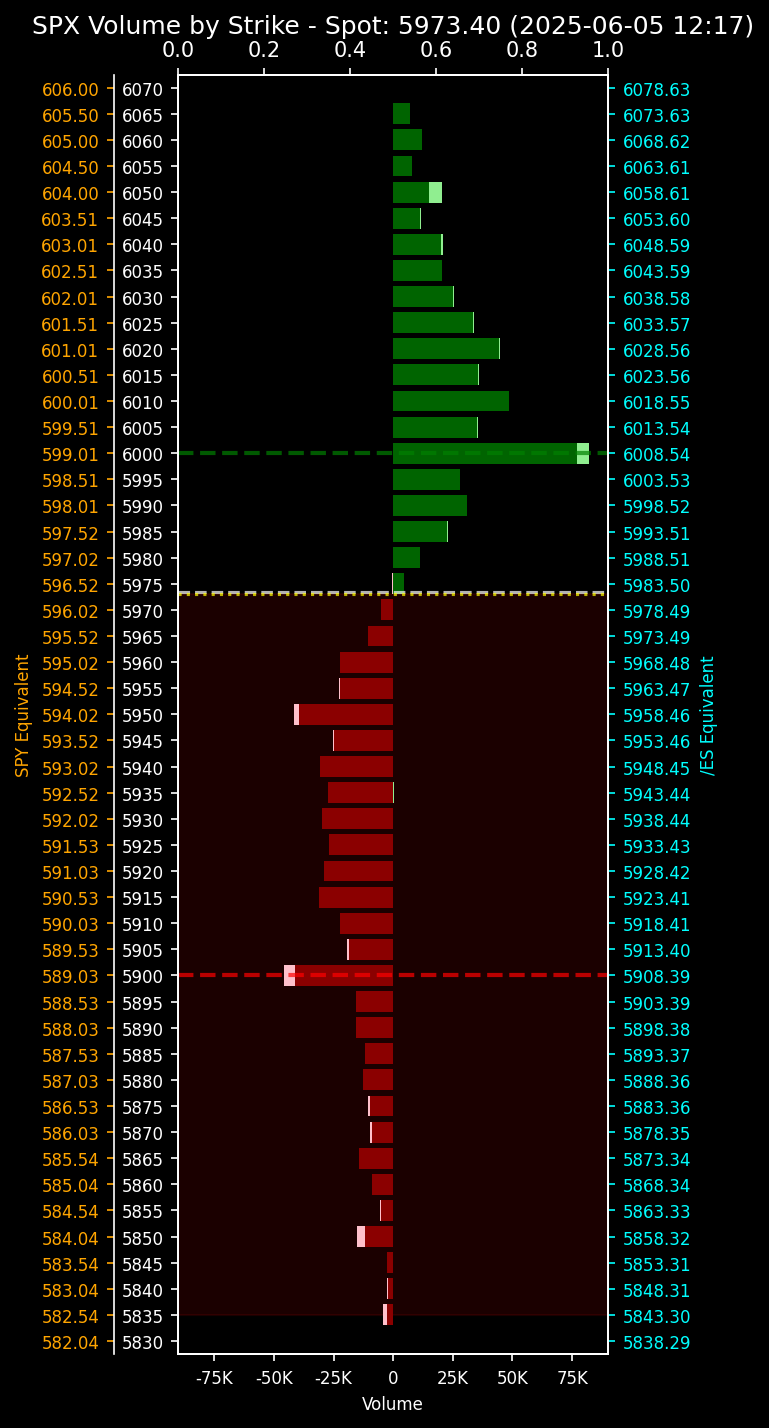 SPX Volume by Strike - Spot: 5973.40 (2025-06-05 12:17)
0.0 0.2 0.4 0.6 0.8 1.0
606.00 6070 6078.63
605.50 6065 6073.63
605.00 6060 6068.62
604.50 6055 6063.61
604.00 6050 6058.61
603.51 6045 6053.60
603.01 6040 6048.59
602.51 6035 6043.59
602.01 6030 6038.58
601.51 6025 6033.57
601.01 6020 6028.56
600.51 6015 6023.56
600.01 6010 6018.55
599.51 6005 6013.54
599.01 6000 6008.54
598.51 5995 6003.53
598.01 5990 5998.52
597.52 5985 5993.51
597.02 5980 5988.51
596.52 5975 5983.50
596.02 5970 5978.49
595.52 5965 5973.49
595.02 5960 5968.48
594.52 5955 5963.47
594.02 5950 5958.46
593.52 5945 5953.46
593.02 5940 5948.45
592.52 5935 5943.44
592.02 5930 5938.44
591.53 5925 5933.43
591.03 5920 5928.42
590.53 5915 5923.41
590.03 5910 5918.41
589.53 5905 5913.40
589.03 5900 5908.39
588.53 5895 5903.39
588.03 5890 5898.38
587.53 5885 5893.37
587.03 5880 5888.36
586.53 5875 5883.36
586.03 5870 5878.35
585.54 5865 5873.34
585.04 5860 5868.34
584.54 5855 5863.33
584.04 5850 5858.32
583.54 5845 5853.31
583.04 5840 5848.31
582.54 5835 5843.30
582.04 5830 5838.29
SPY Equivalent
/ES Equivalent
-75K -50K -25K 0 25K 50K 75K
Volume